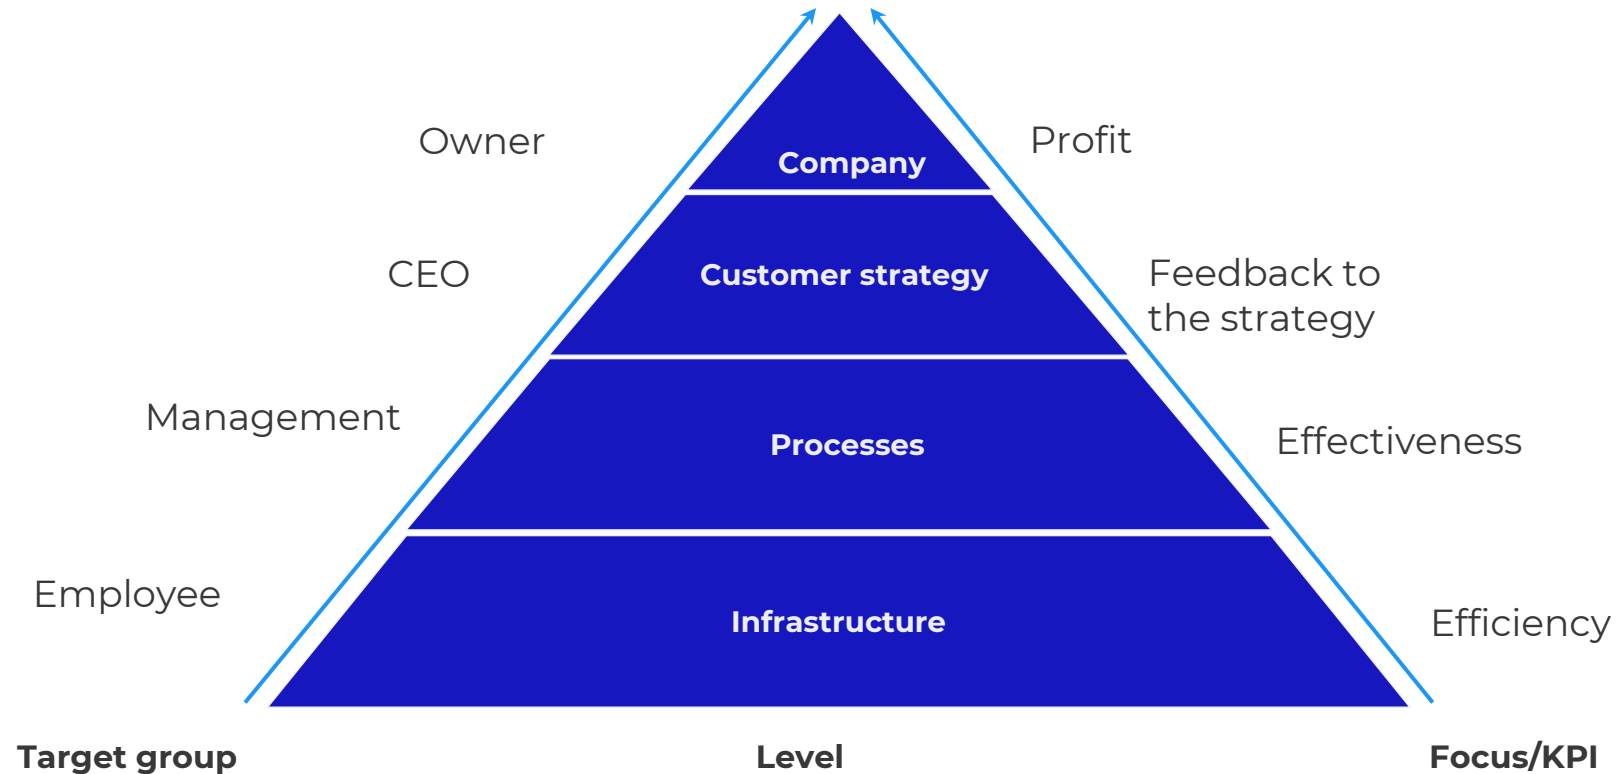 Owner
Company
Profit
CEO
Customer strategy
Feedback to
the strategy
Management
Processes
Effectiveness
Employee
Infrastructure
Efficiency
Target group
Level
Focus/KPI